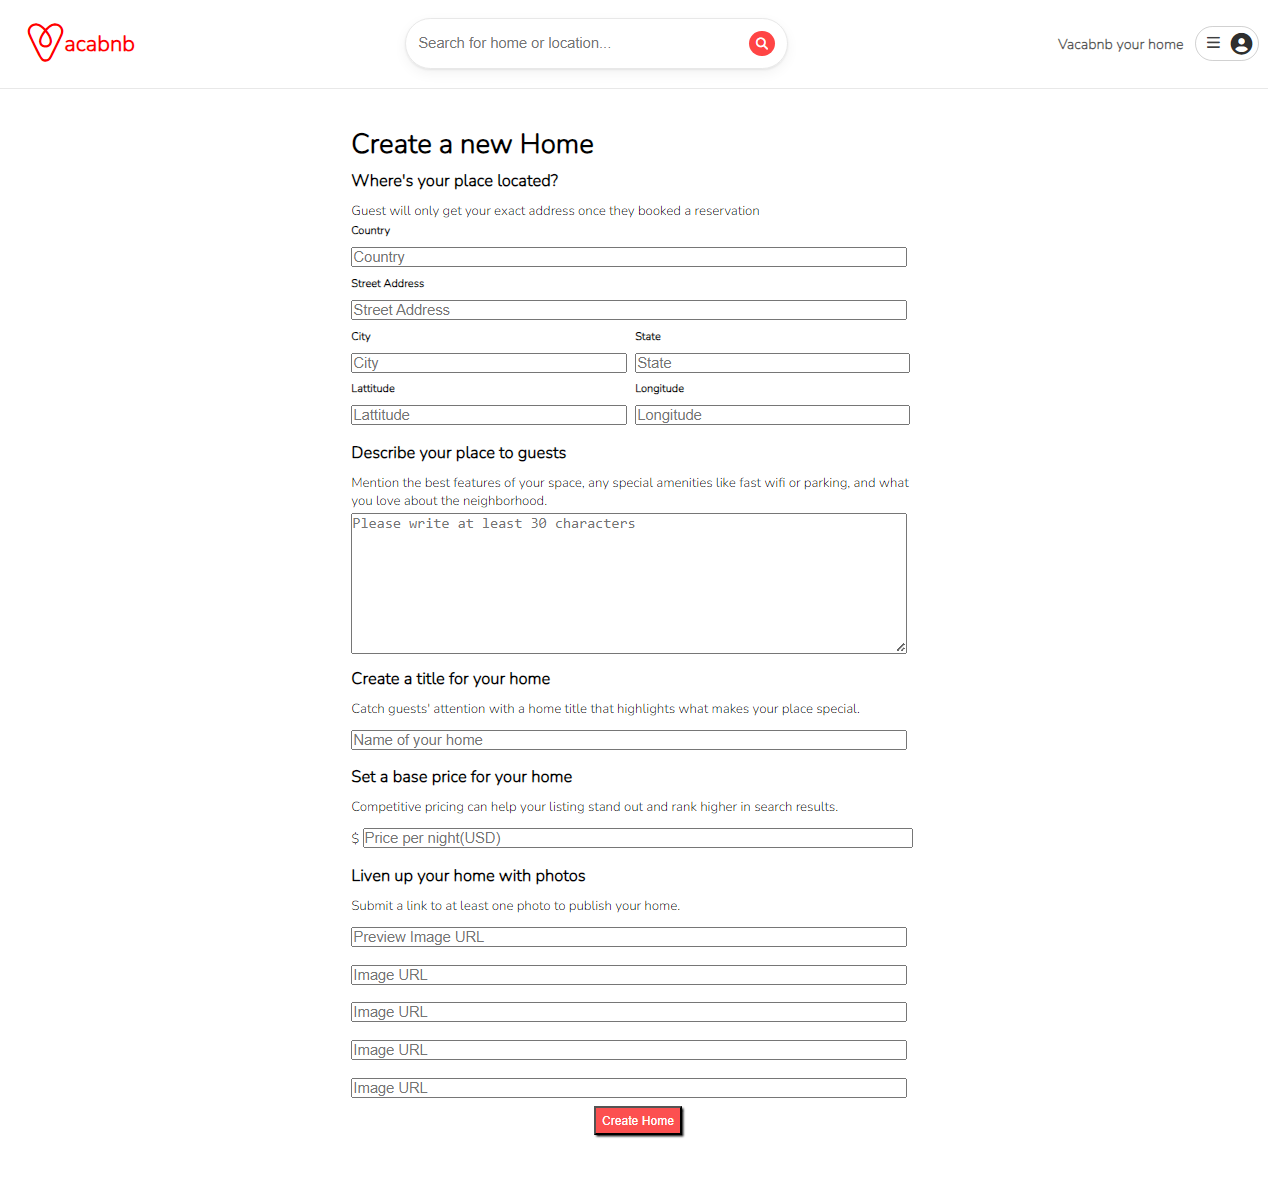 acabnb
Search for home or location...
Vacabnb your home
Create a new Home
Where's your place located?
Guest will only get your exact address once they booked a reservation
Country
Country
Street Address
Street Address
City State
City State
Lattitude Longitude
Lattitude Longitude
Describe your place to guests
Mention the best features of your space, any special amenities like fast wifi or parking, and what
you love about the neighborhood.
Please write at least 30 characters
Create a title for your home
Catch guests' attention with a home title that highlights what makes your place special.
Name of your home
Set a base price for your home
Competitive pricing can help your listing stand out and rank higher in search results.
$ Price per night(USD)
Liven up your home with photos
Submit a link to at least one photo to publish your home.
Preview Image URL
Image URL
Image URL
Image URL
Image URL
Create Home